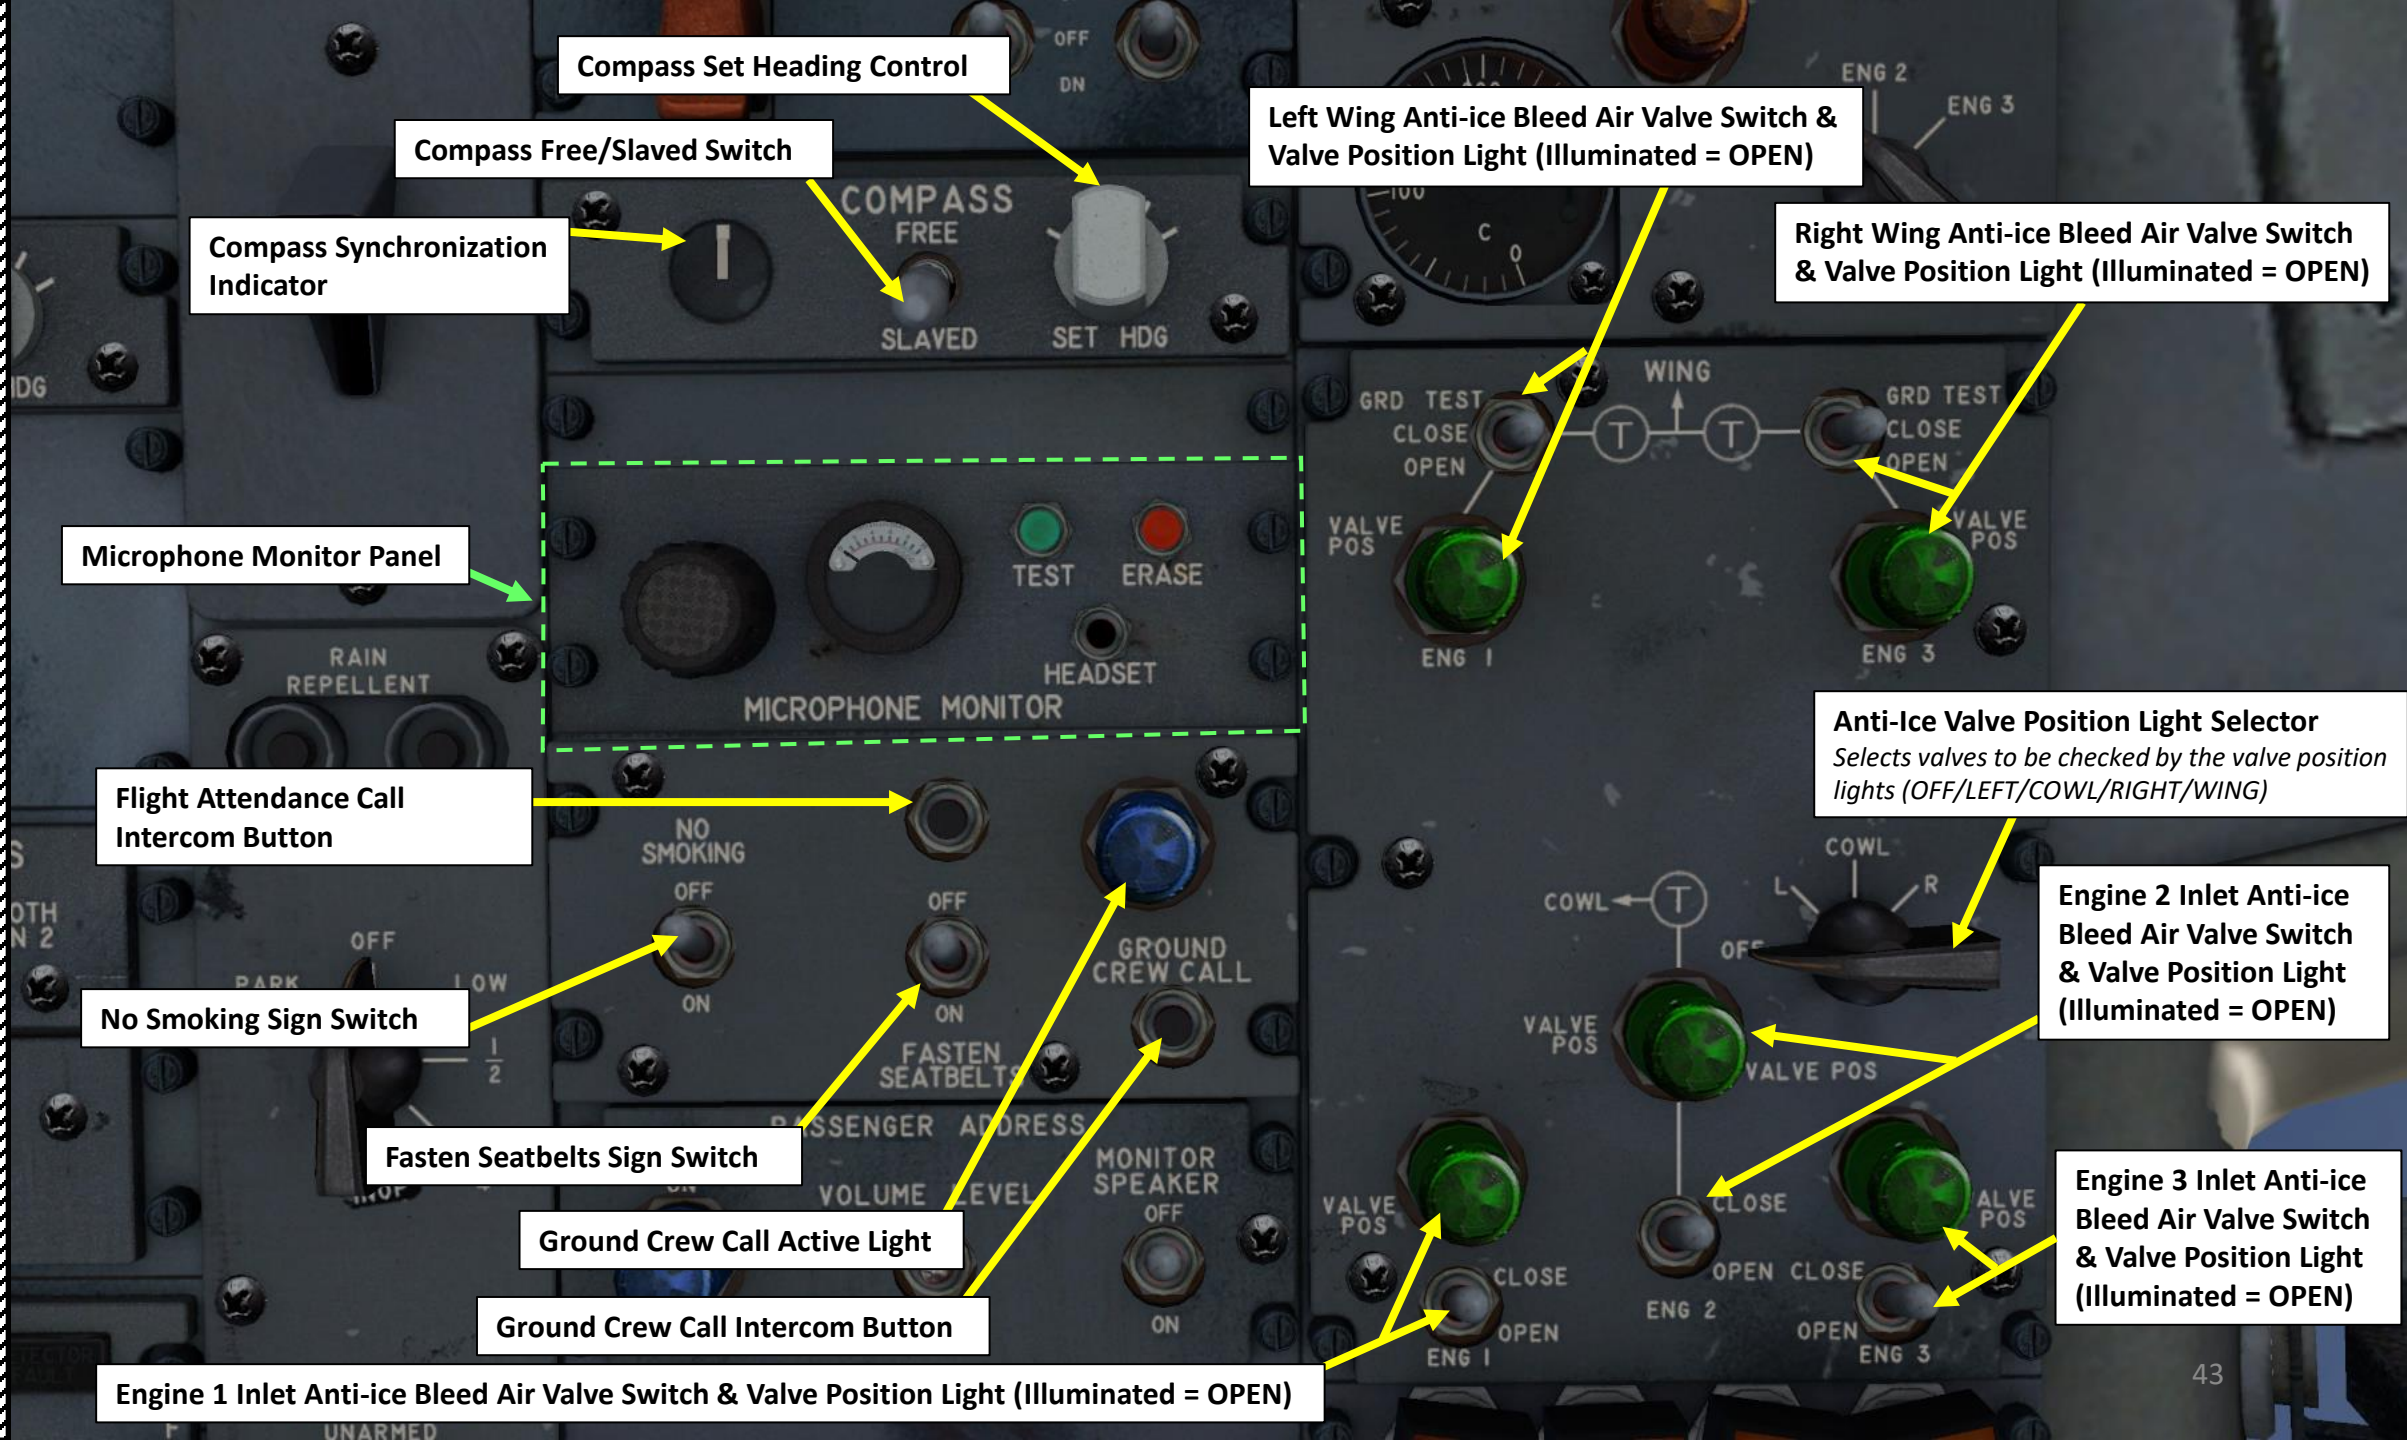 OFF
DN
Compass Set Heading Control
ENG 2
ENG 3
Left Wing Anti-ice Bleed Air Valve Switch &
Valve Position Light (Illuminated = OPEN)
Compass Free/Slaved Switch
COMPASS
FREE
SLAVED
SET HDG
100
C
0
Compass Synchronization
Indicator
Right Wing Anti-ice Bleed Air Valve Switch
& Valve Position Light (Illuminated = OPEN)
WING
GRD TEST
CLOSE
OPEN
T
T
GRD TEST
CLOSE
OPEN
VALVE
POS
VALVE
POS
ENG 1
ENG 3
Microphone Monitor Panel
TEST
ERASE
HEADSET
MICROPHONE MONITOR
RAIN
REPELLENT
Anti-Ice Valve Position Light Selector
Selects valves to be checked by the valve position
lights (OFF/LEFT/COWL/RIGHT/WING)
Flight Attendance Call
Intercom Button
NO
SMOKING
OFF
ON
OFF
ON
FASTEN
SEATBELTS
GROUND
CREW CALL
COWL
L
R
OFF
COWL
T
Engine 2 Inlet Anti-ice
Bleed Air Valve Switch
& Valve Position Light
(Illuminated = OPEN)
OFF
PARK
LOW
1
2
No Smoking Sign Switch
VALVE
POS
VALVE POS
PASSENGER ADDRESS
VOLUME LEVEL
MONITOR
SPEAKER
OFF
ON
Fasten Seatbelts Sign Switch
Ground Crew Call Active Light
Ground Crew Call Intercom Button
VALVE
POS
CLOSE
OPEN
ENG 1
CLOSE
OPEN
ENG 2
CLOSE
OPEN
ENG 3
POS
Engine 3 Inlet Anti-ice
Bleed Air Valve Switch
& Valve Position Light
(Illuminated = OPEN)
Engine 1 Inlet Anti-ice Bleed Air Valve Switch & Valve Position Light (Illuminated = OPEN)
UNARMED
43